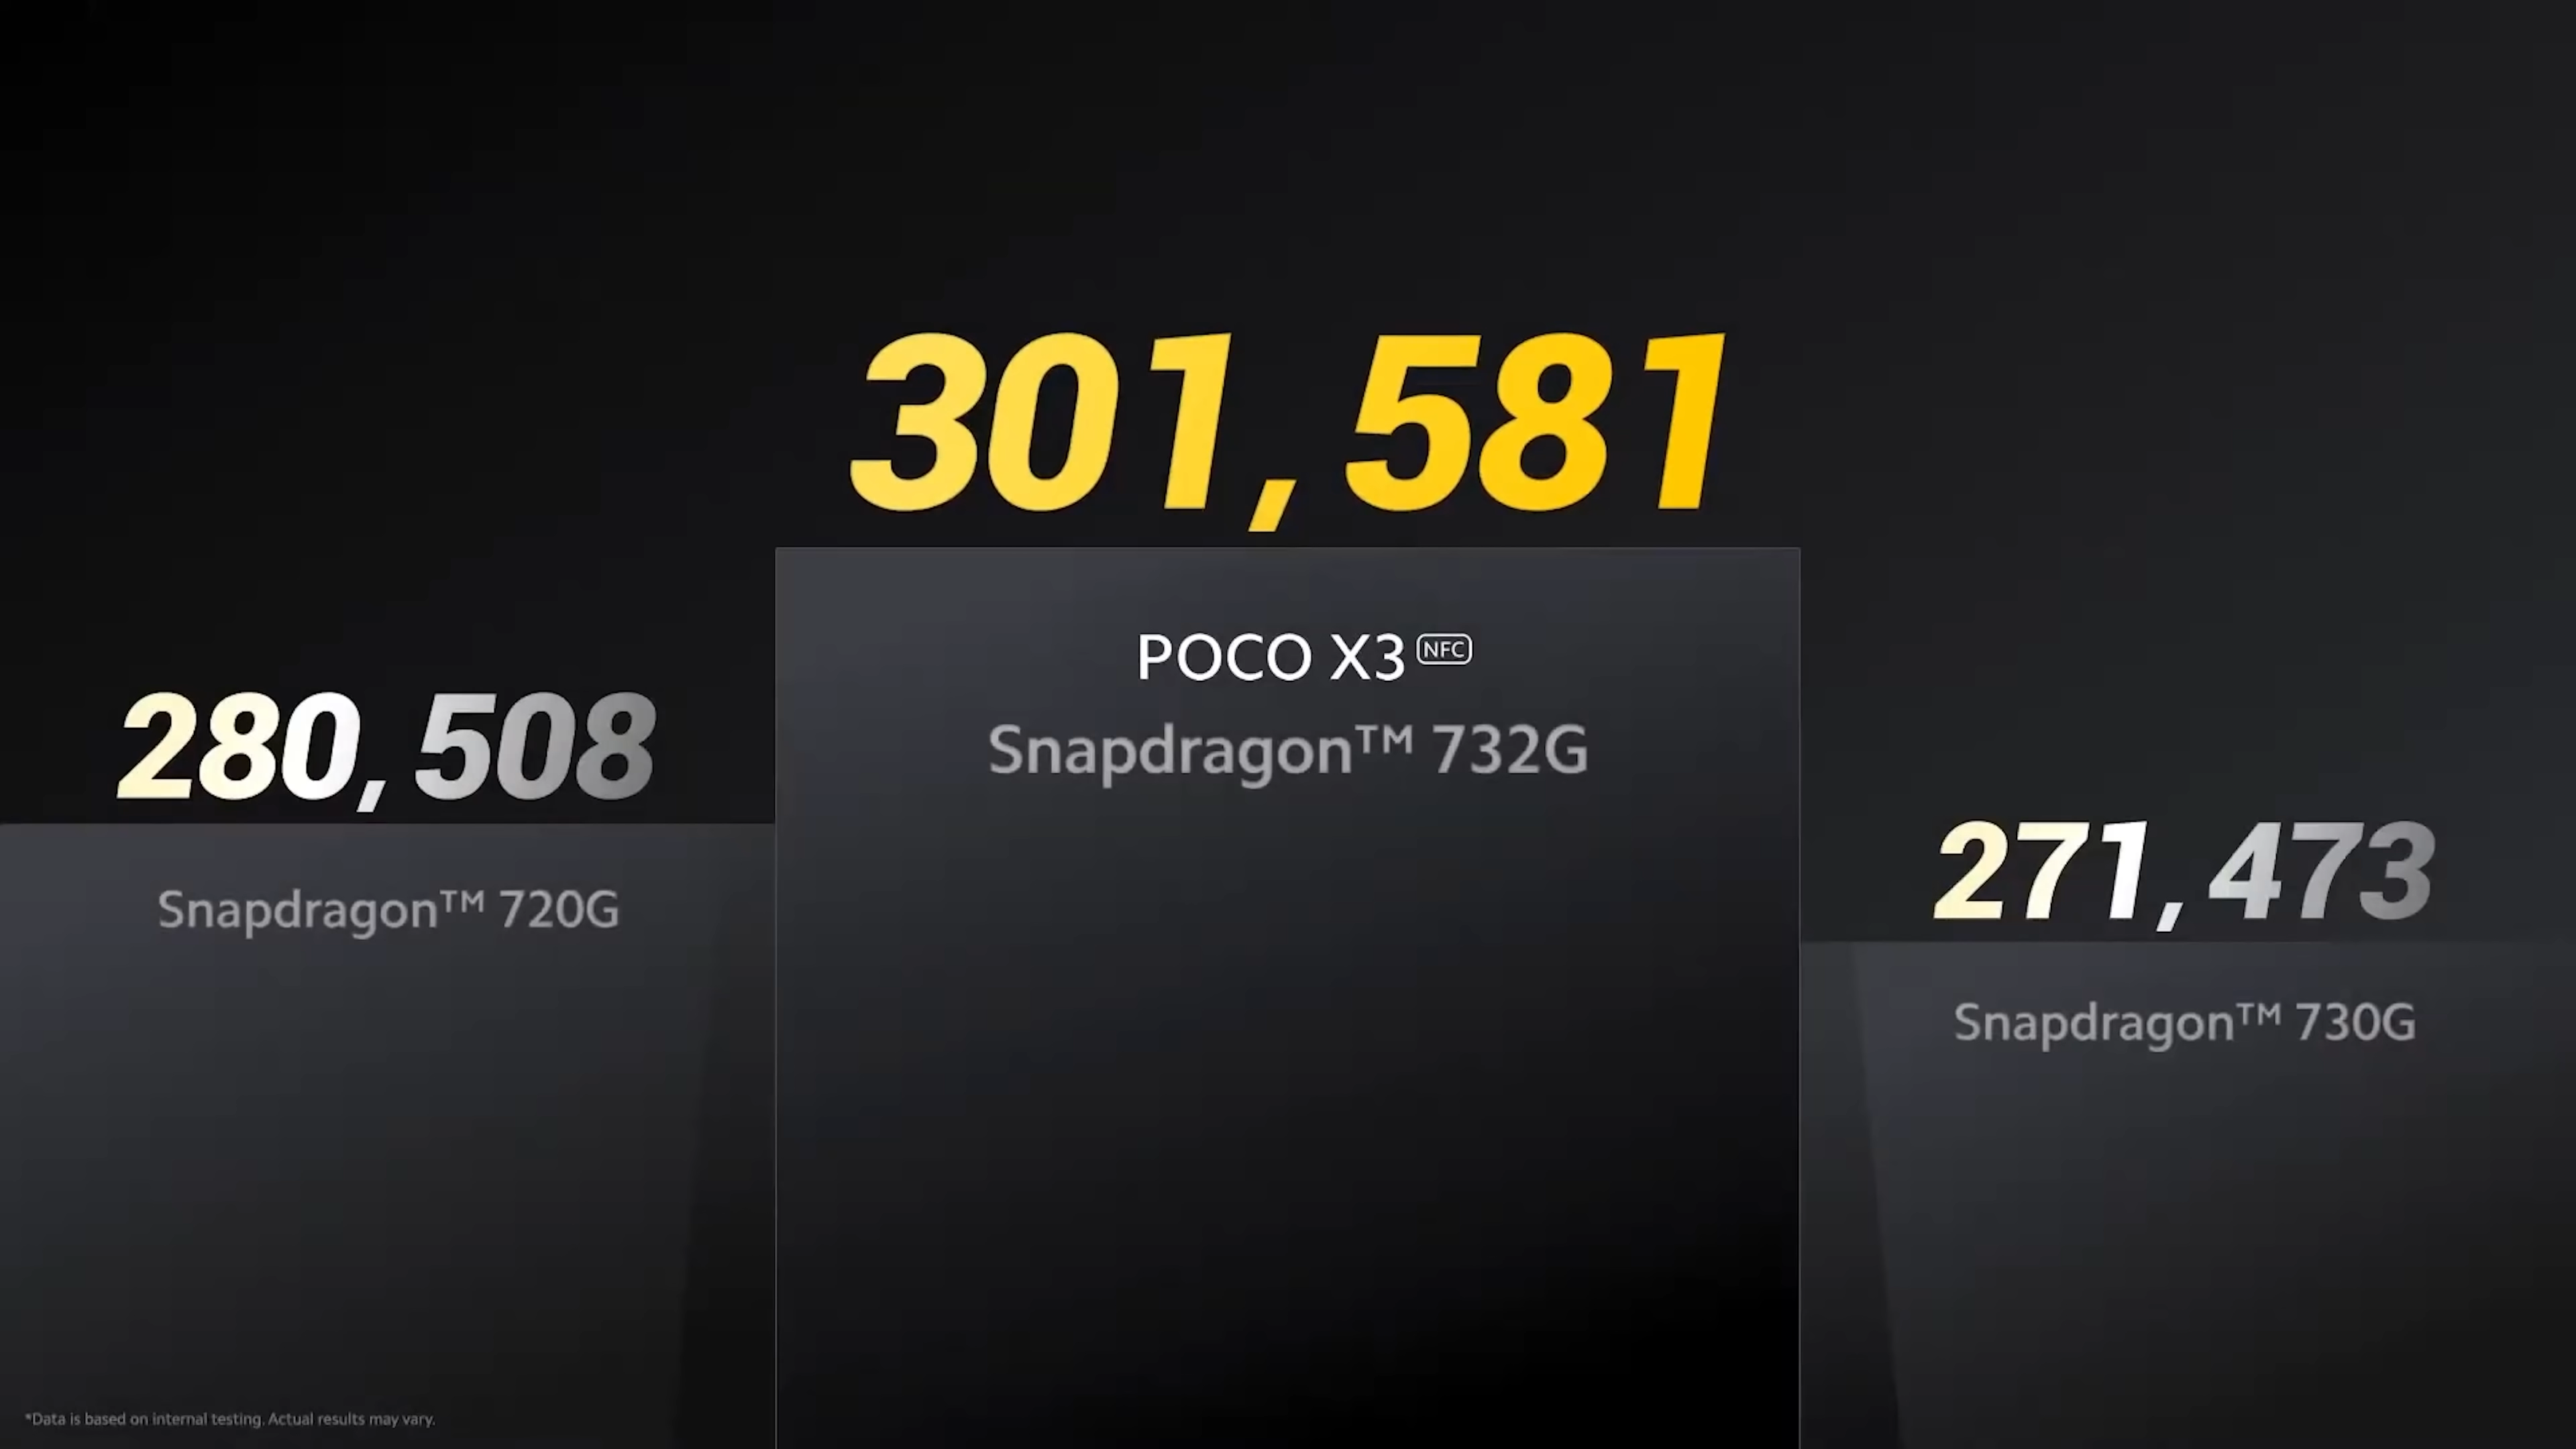 301,581
POCO X3 NFC
Snapdragon™ 732G
280,508
Snapdragon™ 720G
271,473
Snapdragon™ 730G
*Data is based on internal testing. Actual results may vary.